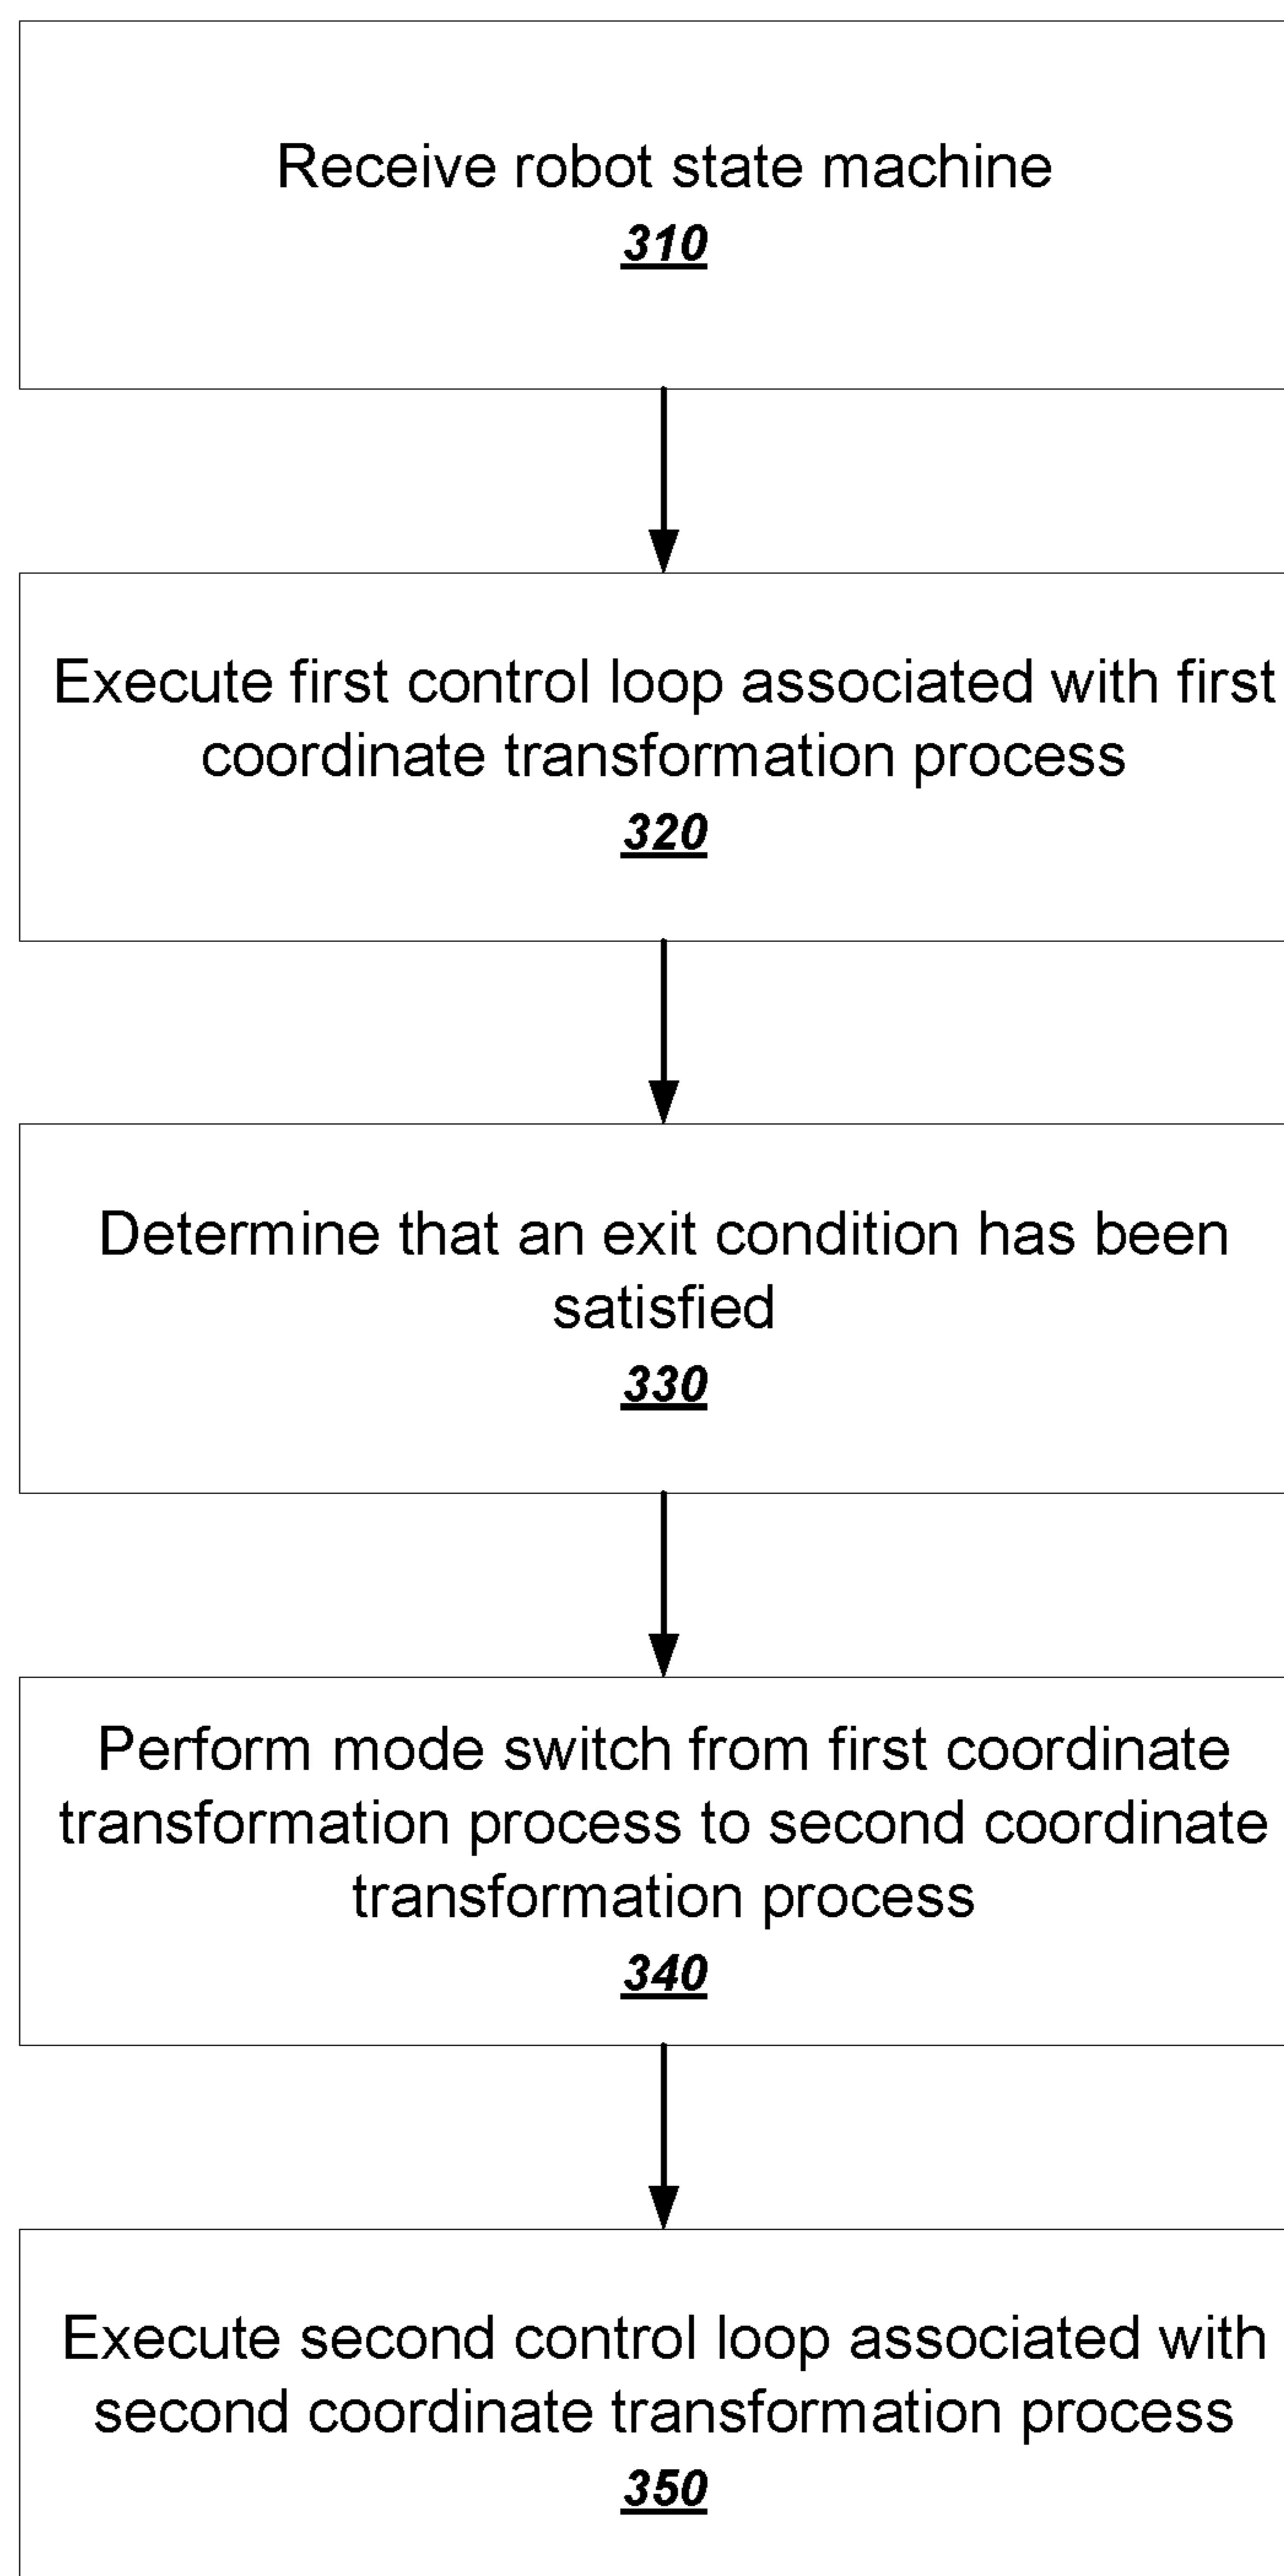 Receive robot state machine
310
Execute first control loop associated with first
coordinate transformation process
320
Determine that an exit condition has been
satisfied
330
Perform mode switch from first coordinate
transformation process to second coordinate
transformation process
340
Execute second control loop associated with
second coordinate transformation process
350